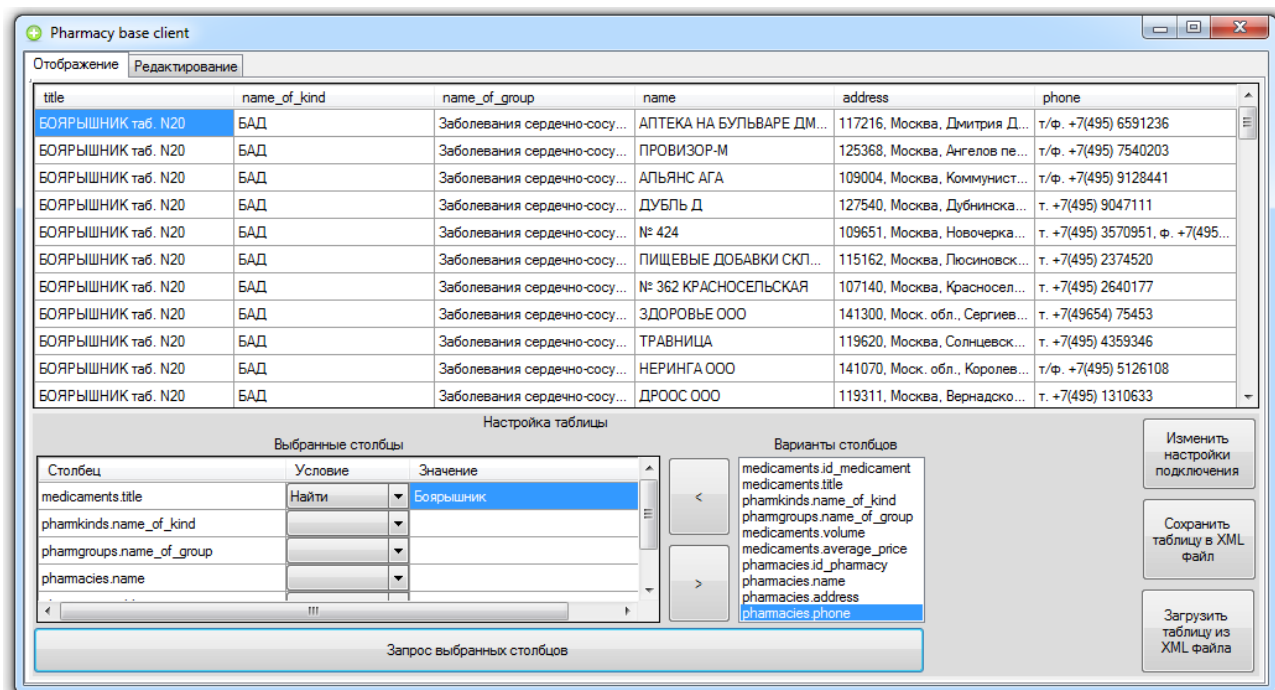 Pharmacy base client
Отображение Редактирование
title name_of_kind name_of_group name address phone
БОЯРЫШНИК таб. N20 БАД Заболевания сердечно-сосу... АПТЕКА НА БУЛЬВАРЕ ДМ... 117216, Москва, Дмитрия Д... т/ф. +7(495) 6591236
БОЯРЫШНИК таб. N20 БАД Заболевания сердечно-сосу... ПРОВИЗОР-М 125368, Москва, Ангелов пе... т/ф. +7(495) 7540203
БОЯРЫШНИК таб. N20 БАД Заболевания сердечно-сосу... АЛЬЯНС АГА 109004, Москва, Коммунист... т/ф. +7(495) 9128441
БОЯРЫШНИК таб. N20 БАД Заболевания сердечно-сосу... ДУБЛЬ Д 127540, Москва, Дубнинска... т. +7(495) 9047111
БОЯРЫШНИК таб. N20 БАД Заболевания сердечно-сосу... № 424 109651, Москва, Новочерка... т. +7(495) 3570951, ф. +7(495...
БОЯРЫШНИК таб. N20 БАД Заболевания сердечно-сосу... ПИЩЕВЫЕ ДОБАВКИ СКЛ... 115162, Москва, Люсиновск... т. +7(495) 2374520
БОЯРЫШНИК таб. N20 БАД Заболевания сердечно-сосу... № 362 КРАСНОСЕЛЬСКАЯ 107140, Москва, Красносел... т. +7(495) 2640177
БОЯРЫШНИК таб. N20 БАД Заболевания сердечно-сосу... ЗДОРОВЬЕ ООО 141300, Моск. обл., Сергиев... т. +7(49654) 75453
БОЯРЫШНИК таб. N20 БАД Заболевания сердечно-сосу... ТРАВНИЦА 119620, Москва, Солнцевск... т. +7(495) 4359346
БОЯРЫШНИК таб. N20 БАД Заболевания сердечно-сосу... НЕРИНГА ООО 141070, Моск. обл., Королев... т/ф. +7(495) 5126108
БОЯРЫШНИК таб. N20 БАД Заболевания сердечно-сосу... ДРООС ООО 119311, Москва, Вернадско... т. +7(495) 1310633
Настройка таблицы
Выбранные столбцы
Столбец Условие Значение
medicaments.title Найти Боярышник
pharmkinds.name_of_kind
pharmgroups.name_of_group
pharmacies.name
<
>
Варианты столбцов
medicaments.id_medicament
medicaments.title
pharmkinds.name_of_kind
pharmgroups.name_of_group
medicaments.volume
medicaments.average_price
pharmacies.id_pharmacy
pharmacies.name
pharmacies.address
pharmacies.phone
Запрос выбранных столбцов
Изменить
настройки
подключения
Сохранить
таблицу в XML
файл
Загрузить
таблицу из
XML файла